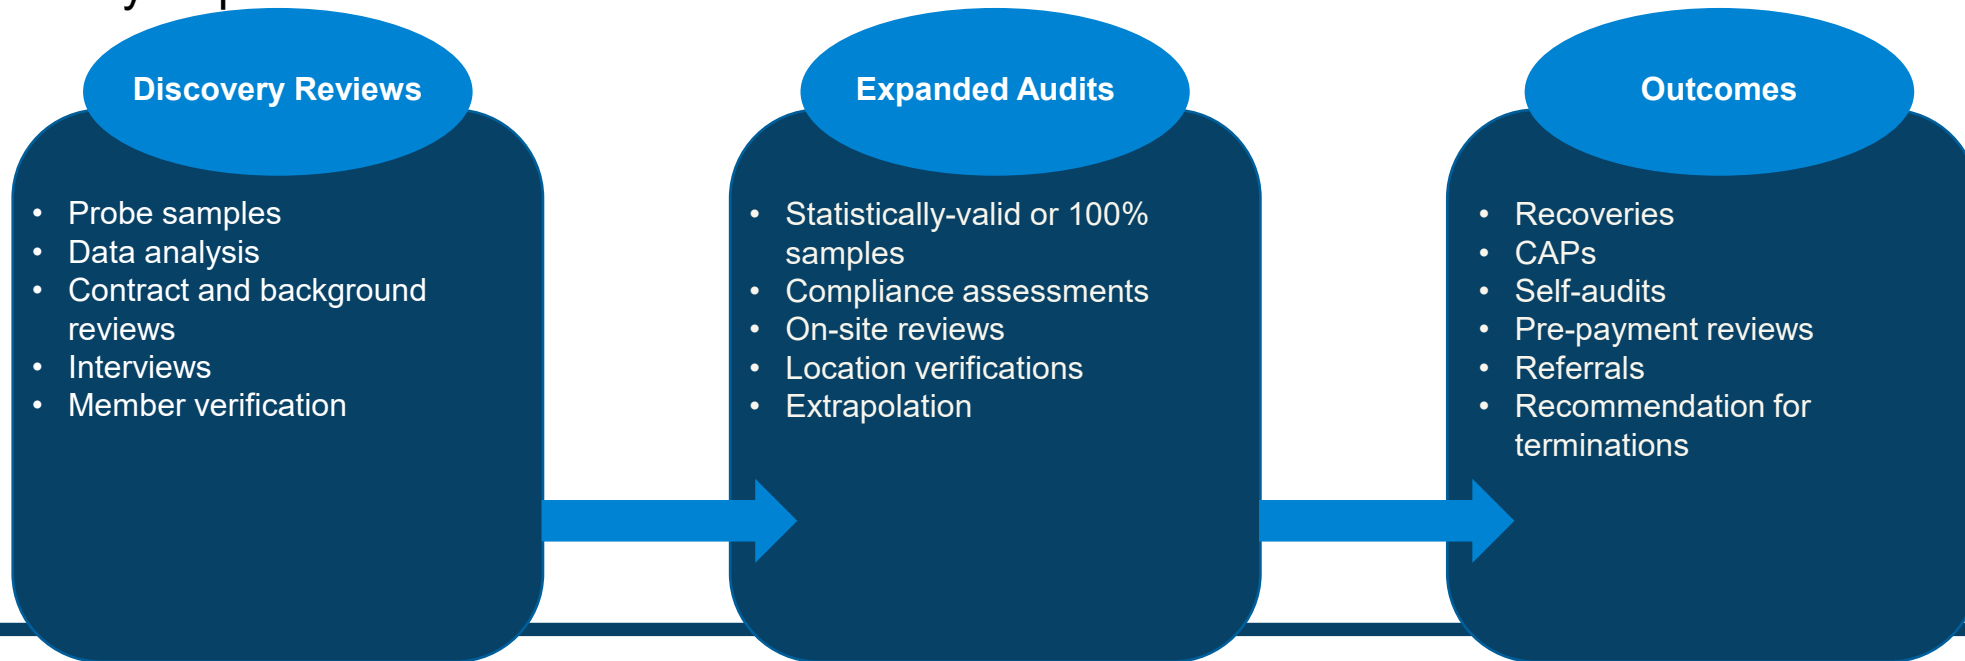 Discovery Reviews
• Probe samples
• Data analysis
• Contract and background
reviews
• Interviews
• Member verification
Expanded Audits
• Statistically-valid or 100%
samples
• Compliance assessments
• On-site reviews
• Location verifications
• Extrapolation
Outcomes
• Recoveries
• CAPs
• Self-audits
• Pre-payment reviews
• Referrals
• Recommendation for
terminations